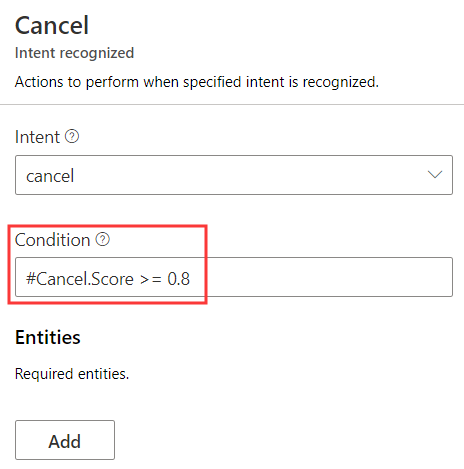 Cancel
Intent recognized
Actions to perform when specified intent is recognized.
Intent
cancel
Condition
#Cancel.Score >= 0.8
Entities
Required entities.
Add